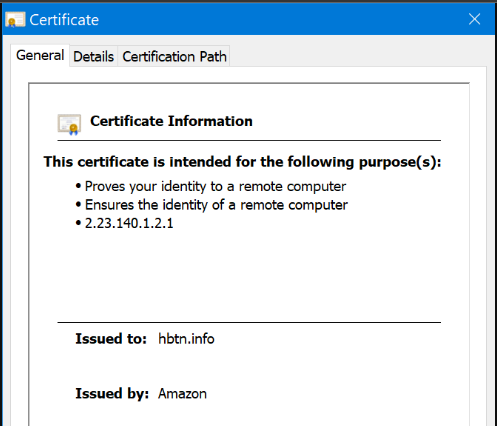 Certificate
General Details Certification Path
Certificate Information
This certificate is intended for the following purpose(s):
• Proves your identity to a remote computer
• Ensures the identity of a remote computer
• 2.23.140.1.2.1
Issued to: hbtn.info
Issued by: Amazon